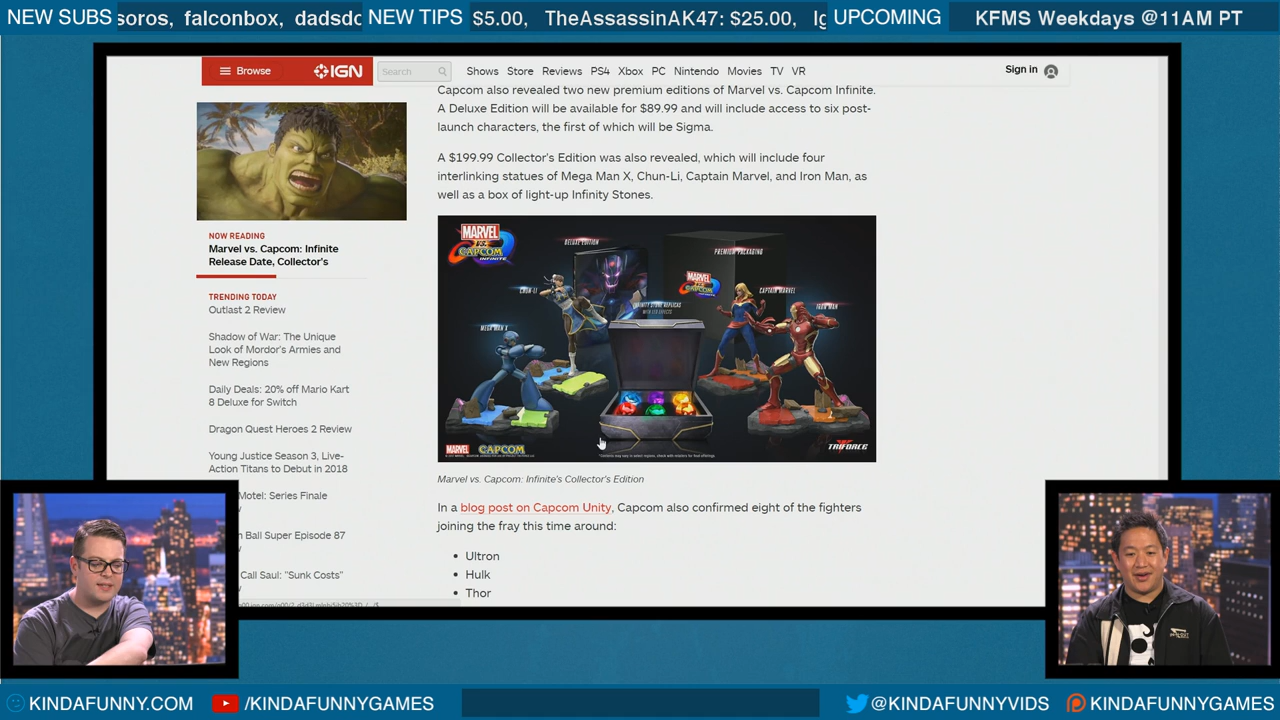 NEW SUBS soros, falconbox, dadsdc NEW TIPS $5.00, TheAssassinAK47: $25.00, Ig UPCOMING KFMS Weekdays @11AM PT
Browse IGN Search Shows Store Reviews PS4 Xbox PC Nintendo Movies TV VR Sign in
Capcom also revealed two new premium editions of Marvel vs. Capcom Infinite.
A Deluxe Edition will be available for $89.99 and will include access to six post-
launch characters, the first of which will be Sigma.
A $199.99 Collector's Edition was also revealed, which will include four
interlinking statues of Mega Man X, Chun-Li, Captain Marvel, and Iron Man, as
well as a box of light-up Infinity Stones.
NOW READING
Marvel vs. Capcom: Infinite
Release Date, Collector's
TRENDING TODAY
Outlast 2 Review
Shadow of War: The Unique
Look of Mordor's Armies and
New Regions
Daily Deals: 20% off Mario Kart
8 Deluxe for Switch
Dragon Quest Heroes 2 Review
Young Justice Season 3, Live-
Action Titans to Debut in 2018
Motel: Series Finale
Ball Super Episode 87
Call Saul: "Sunk Costs"
MARVEL
VS
CAPCOM
INFINITE
DELUXE EDITION
PREMIUM PACKAGING
CHUN-LI
INFINITY STONE REPLICAS
WITH LED EFFECTS
MARVEL
CAPCOM
INFINITE
CAPTAIN MARVEL
IRON MAN
MEGA MAN X
MARVEL CAPCOM
TRIFORCE
Marvel vs. Capcom: Infinite's Collector's Edition
In a blog post on Capcom Unity, Capcom also confirmed eight of the fighters
joining the fray this time around:
• Ultron
• Hulk
• Thor
KINDAFUNNY.COM /KINDAFUNNYGAMES @KINDAFUNNYVIDS KINDAFUNNYGAMES